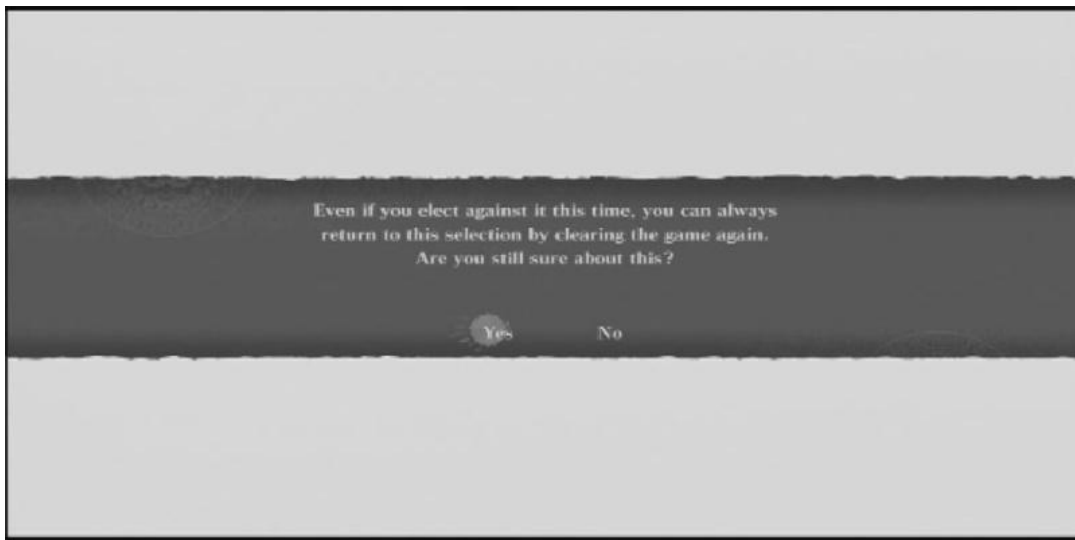 Even if you elect against it this time, you can always
return to this selection by clearing the game again.
Are you still sure about this?
Yes No